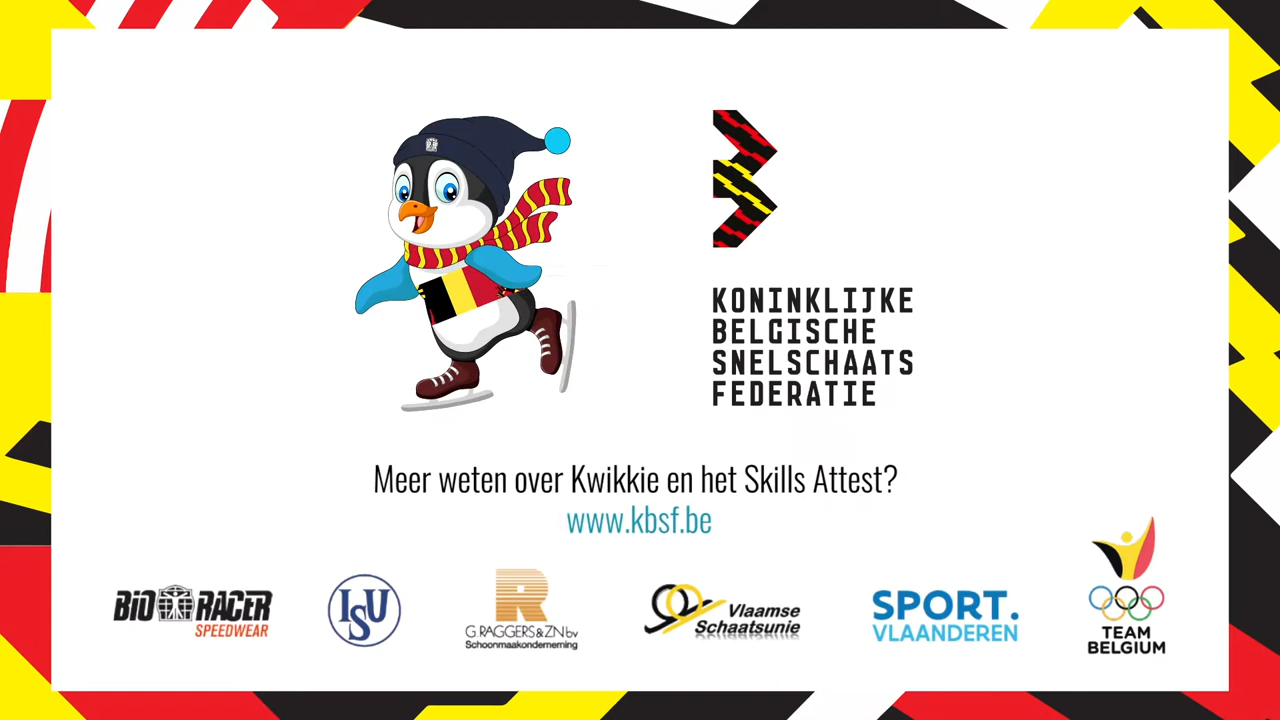 KONINKLIJKE
BELGISCHE
SNELSCHAATS
FEDERATIE
Meer weten over Kwikkie en het Skills Attest?
www.kbsf.be
BIO RACER
SPEEDWEAR
ISU
R
G.RAGGERS&ZN bv
Schoonmaakonderneming
Vlaamse
Schaatsunie
SPORT.
VLAANDEREN
TEAM
BELGIUM